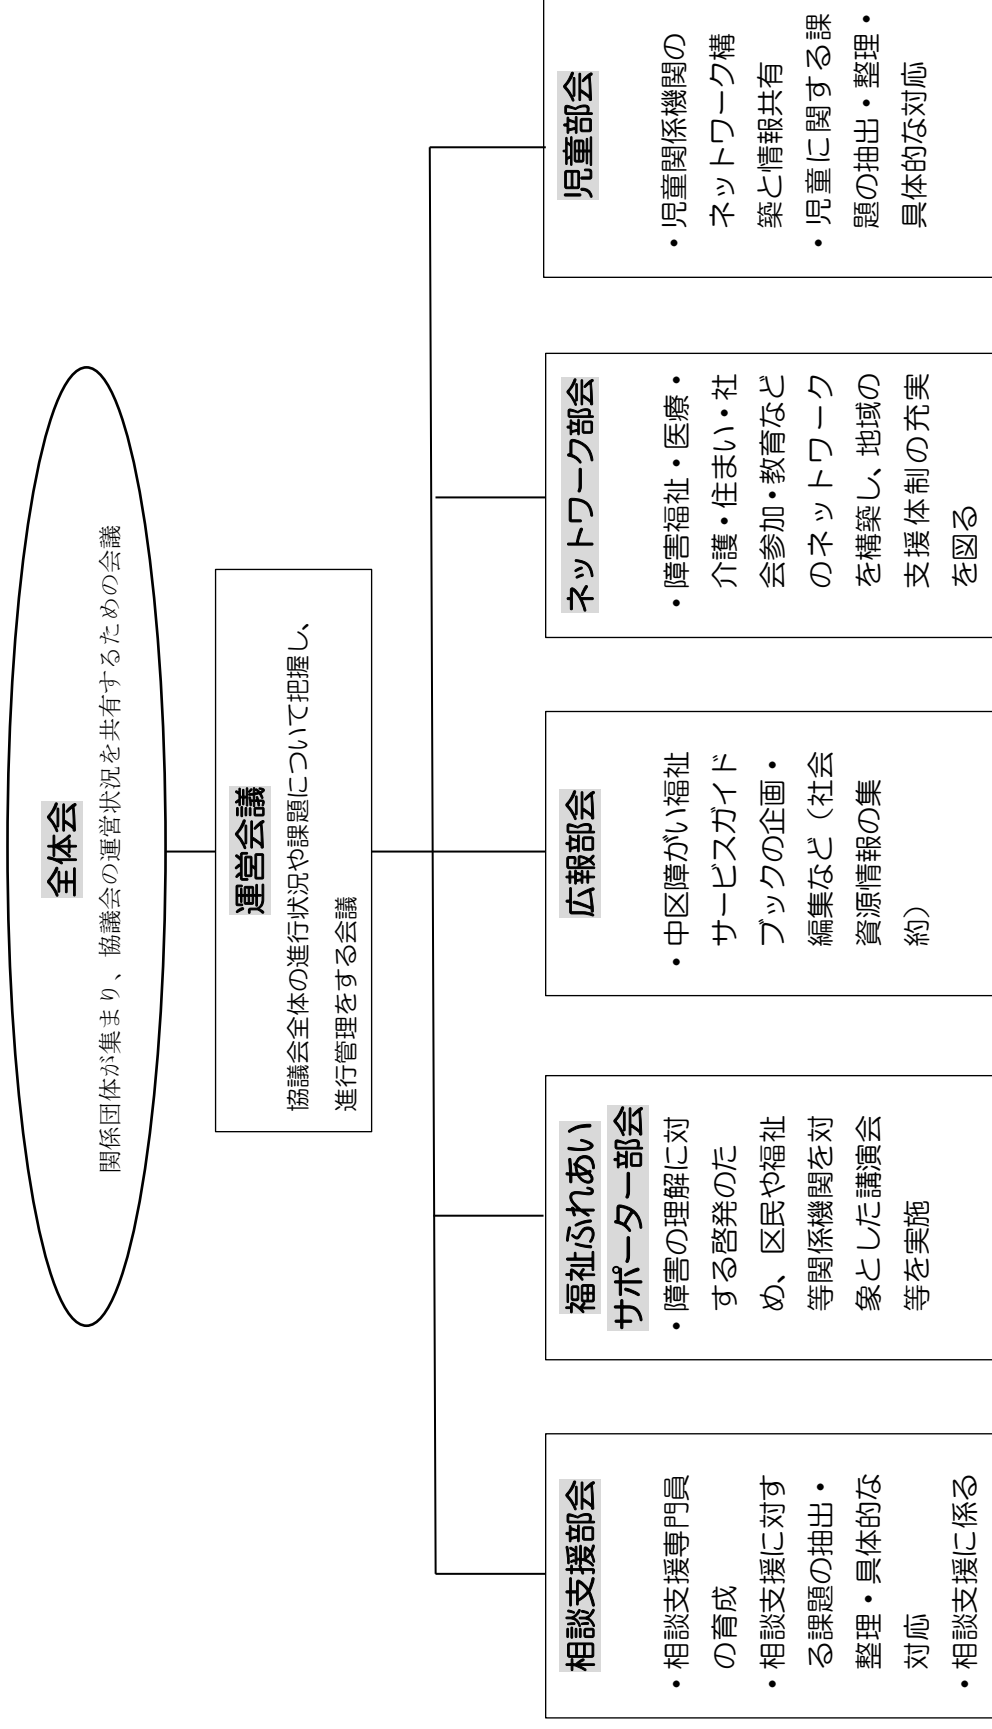 全体会
関係団体が集まり、協議会の運営状況を共有するための会議
運営会議
協議会全体の進行状況や課題について把握し、
進行管理をする会議
相談支援部会
・相談支援専門員
の育成
・相談支援に対す
る課題の抽出・
整理・具体的な
対応
・相談支援に係る
福祉ふれあい
サポーター部会
・障害の理解に対
する啓発のた
め、区民や福祉
等関係機関を対
象とした講演会
等を実施
広報部会
・中区障がい福祉
サービスガイド
ブックの企画・
編集など（社会
資源情報の集
約）
ネットワーク部会
・障害福祉・医療・
介護・住まい・社
会参加・教育など
のネットワーク
を構築し、地域の
支援体制の充実
を図る
児童部会
・児童関係機関の
ネットワーク構
築と情報共有
・児童に関する課
題の抽出・整理・
具体的な対応